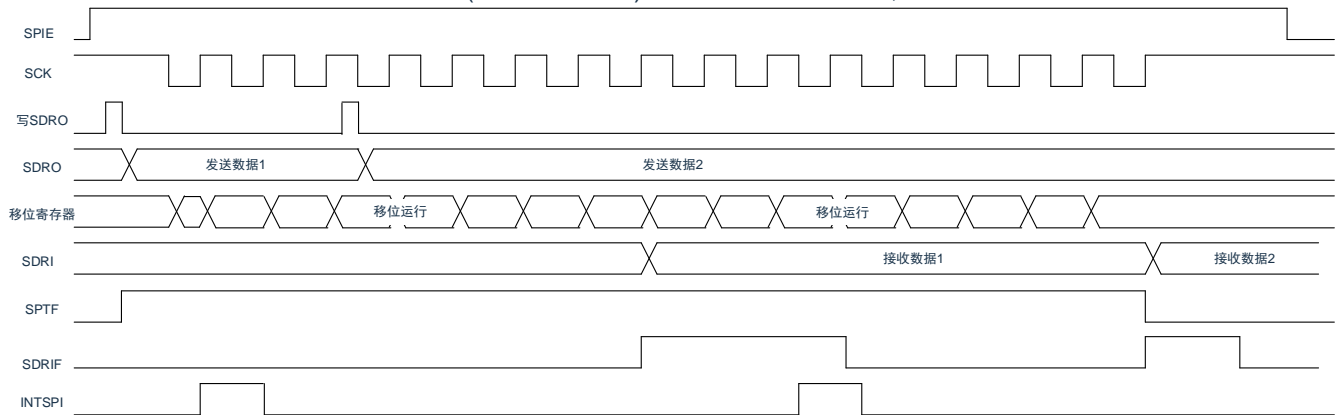 SPIE
SCK
写SDRO
SDRO 发送数据1 发送数据2
移位寄存器 移位运行 移位运行
SDRI 接收数据1 接收数据2
SPTF
SDRIF
INTSPI